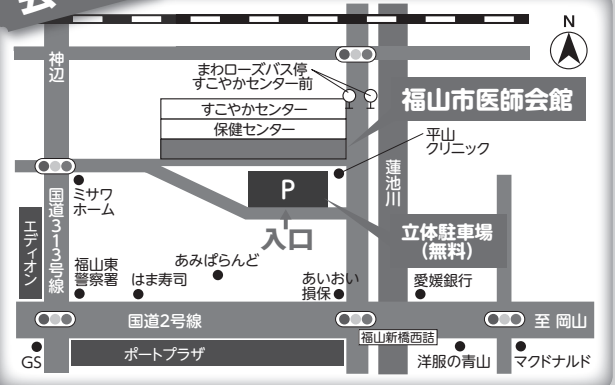 会
N
神辺
まわローズバス停
すこやかセンター前
すこやかセンター
保健センター
福山市医師会館
平山
クリニック
蓮池川
ミサワ
ホーム
国道313号線
エディオン
P
入口
立体駐車場
(無料)
福山東
警察署
はま寿司
あみぱらんど
あいおい
損保
愛媛銀行
国道2号線
至 岡山
福山新橋西詰
GS
ポートプラザ
洋服の青山
マクドナルド